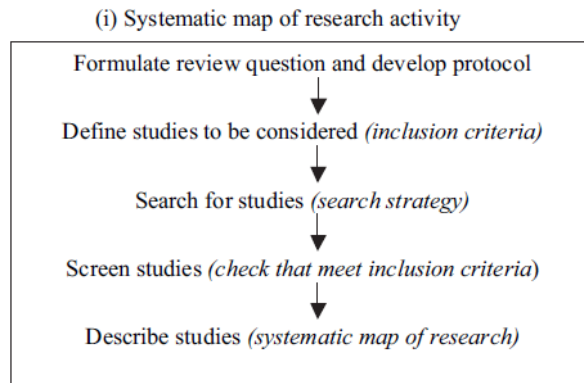 (i) Systematic map of research activity
Formulate review question and develop protocol
Define studies to be considered (inclusion criteria)
Search for studies (search strategy)
Screen studies (check that meet inclusion criteria)
Describe studies (systematic map of research)